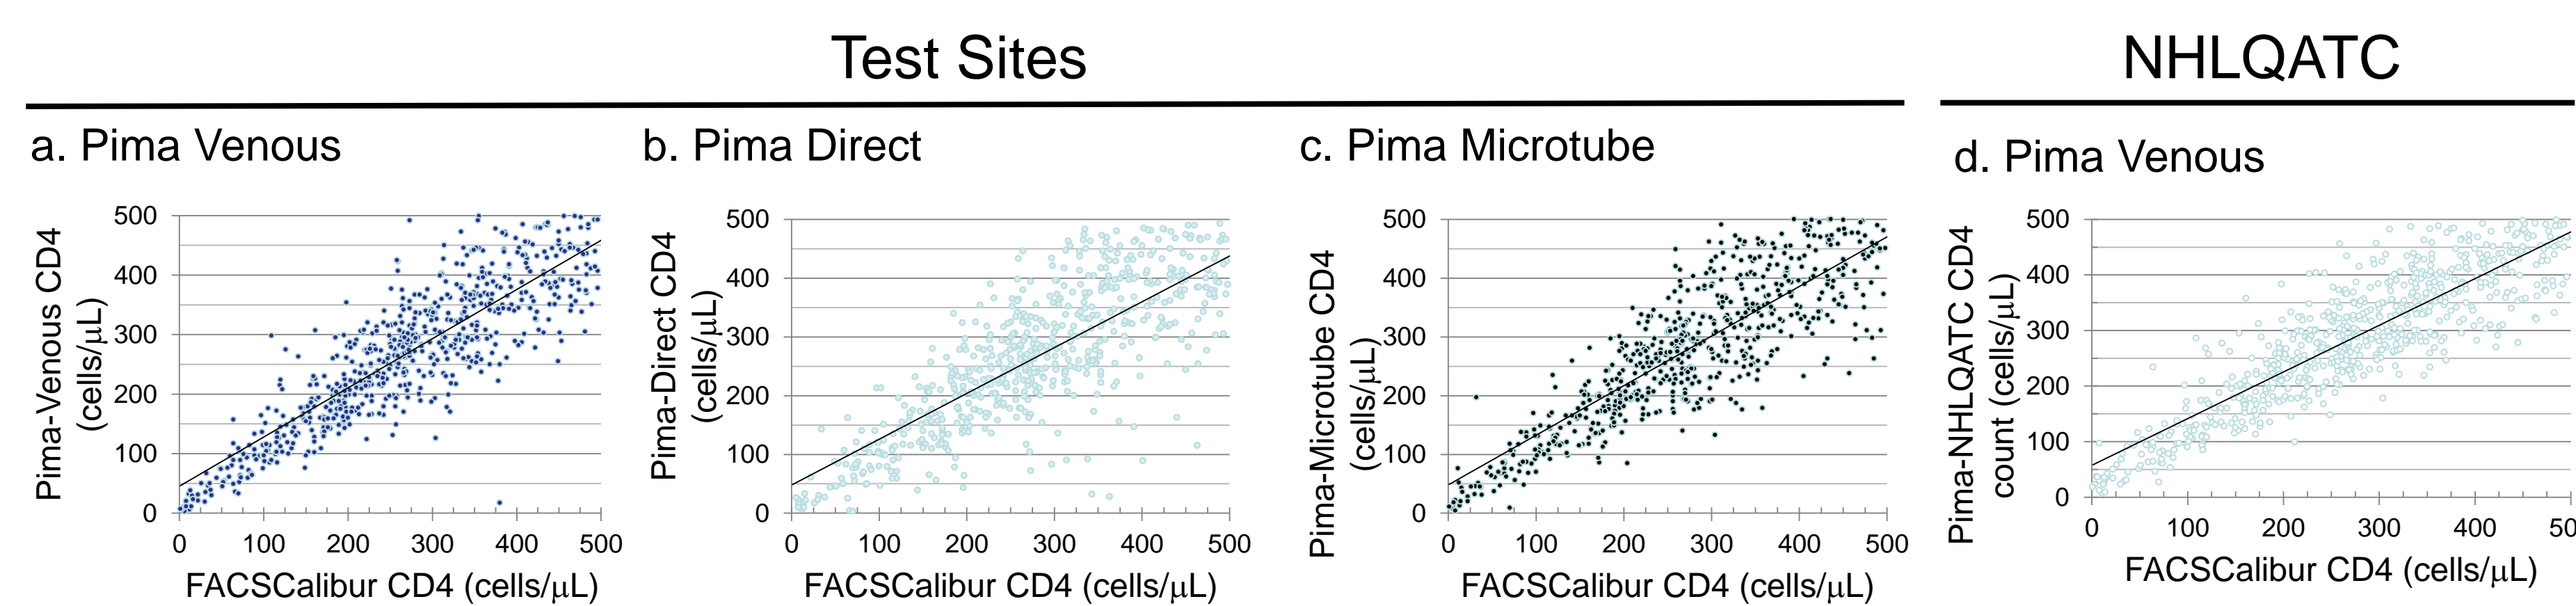 Test Sites
NHLQATC
a. Pima Venous
b. Pima Direct
c. Pima Microtube
d. Pima Venous
Pima-Venous CD4
(cells/μL)
500
400
300
200
100
0
0 100 200 300 400 500
FACSCalibur CD4 (cells/μL)
Pima-Direct CD4
(cells/μL)
500
400
300
200
100
0
0 100 200 300 400 500
FACSCalibur CD4 (cells/μL)
Pima-Microtube CD4
(cells/μL)
500
400
300
200
100
0
0 100 200 300 400 500
FACSCalibur CD4 (cells/μL)
Pima-NHLQATC CD4
count (cells/μL)
500
400
300
200
100
0
0 100 200 300 400 50
FACSCalibur CD4 (cells/μL)